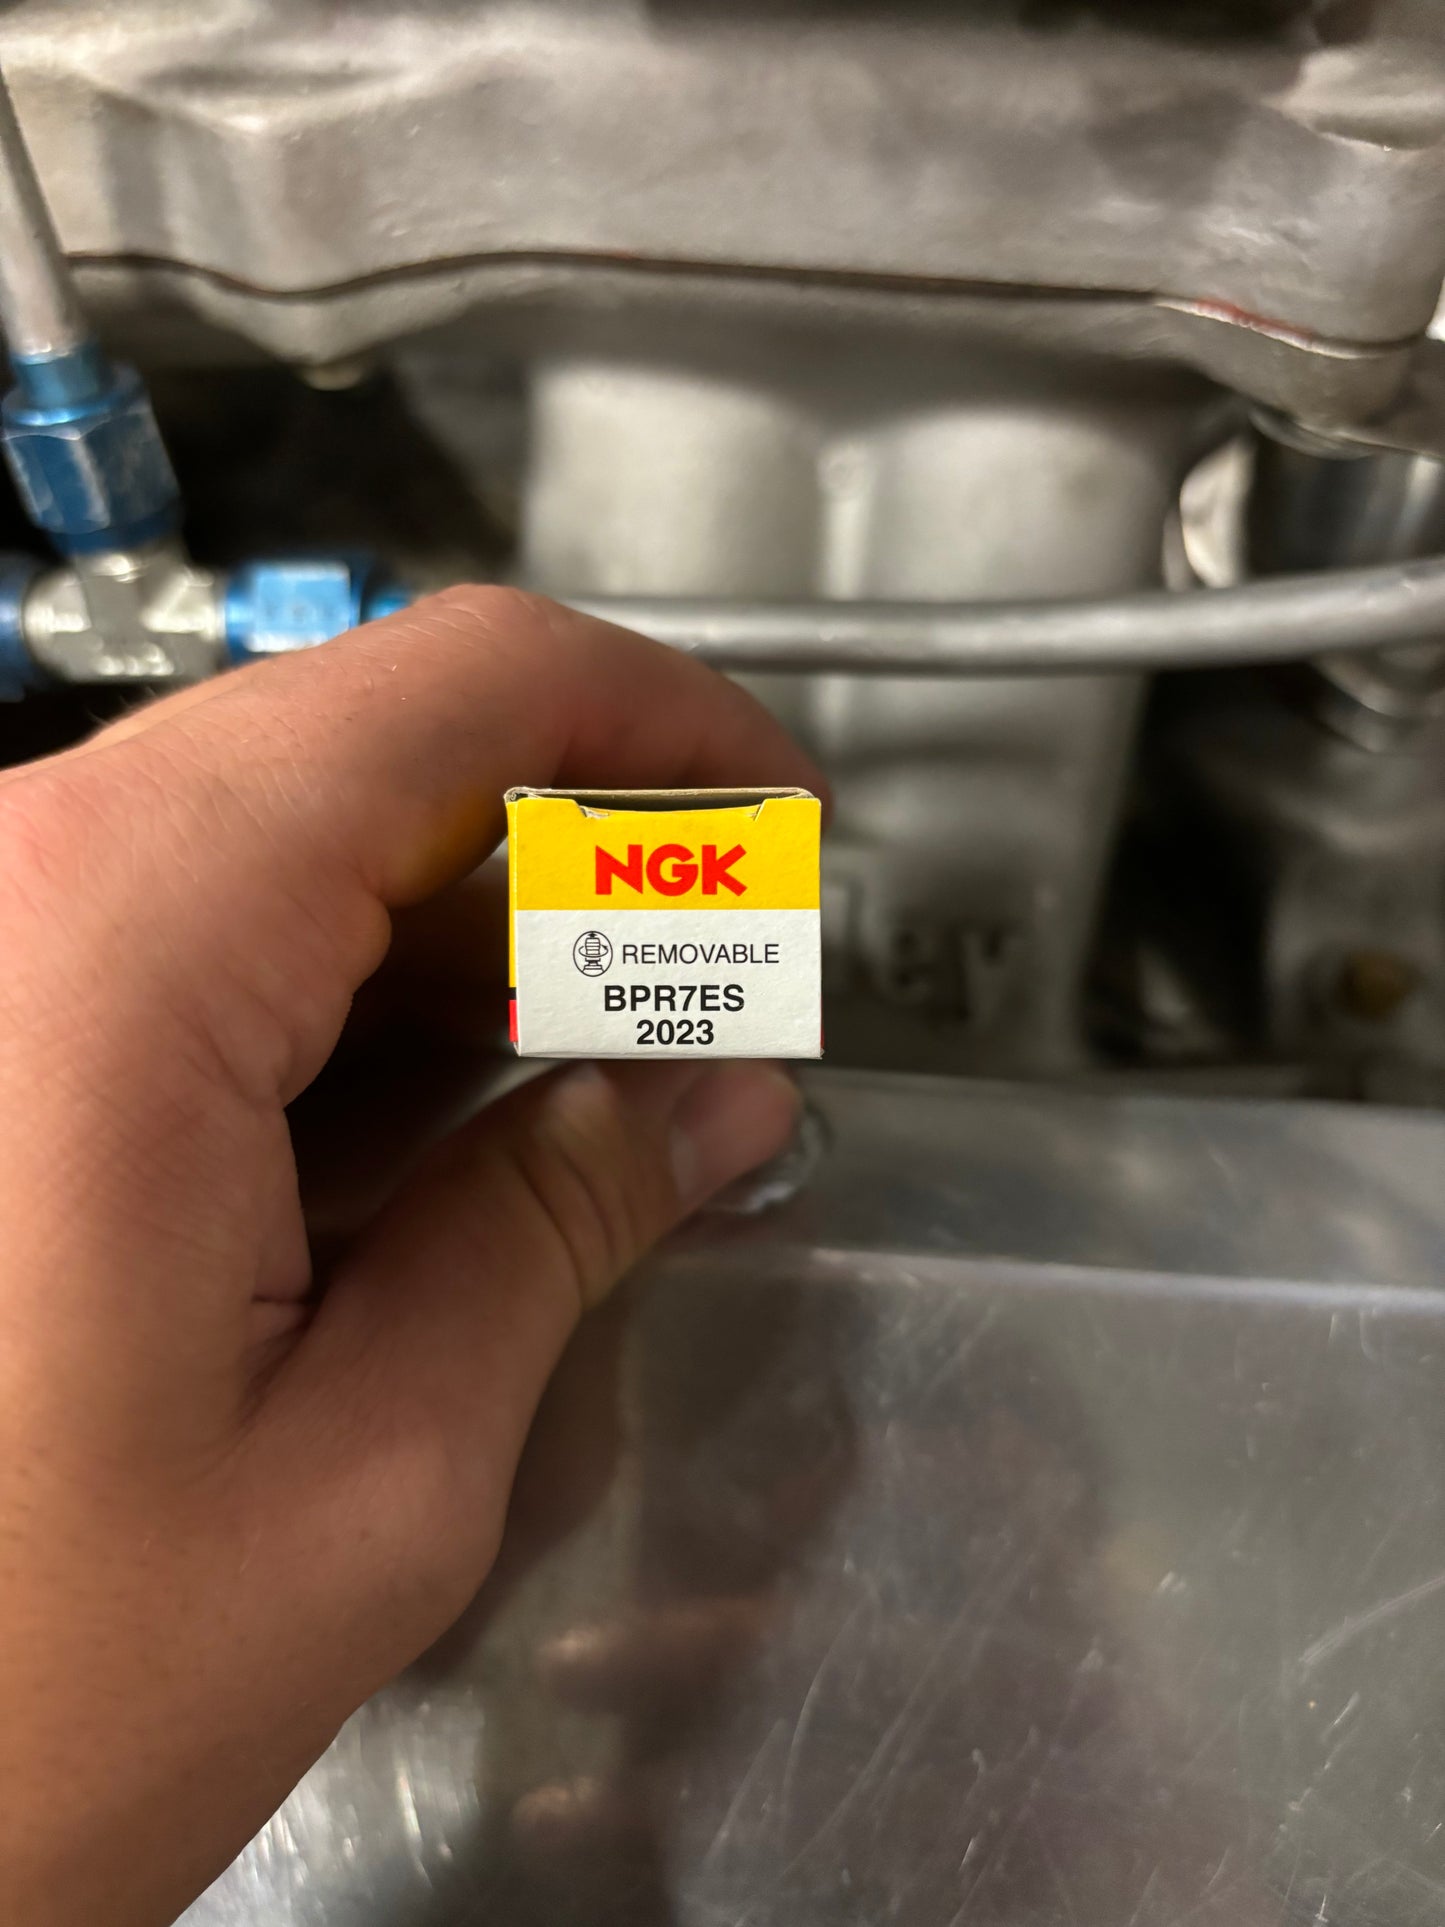 NGK
REMOVABLE
BPR7ES
2023